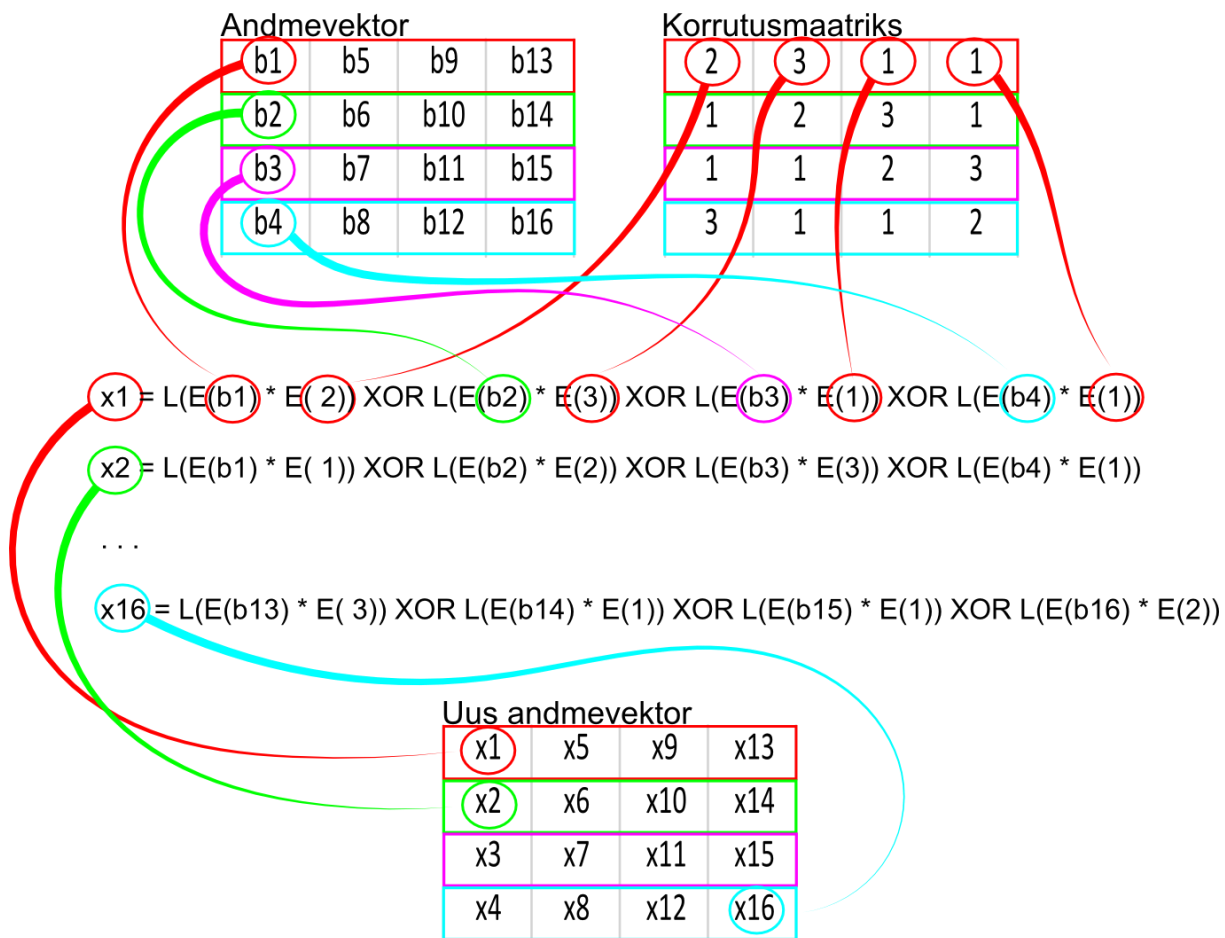 Andmevektor Korrutusmaatriks
b1 b5 b9 b13 2 3 1 1
b2 b6 b10 b14 1 2 3 1
b3 b7 b11 b15 1 1 2 3
b4 b8 b12 b16 3 1 1 2
x1 = L(E(b1) * E( 2)) XOR L(E(b2) * E(3)) XOR L(E(b3) * E(1)) XOR L(E(b4) * E(1))
x2 = L(E(b1) * E( 1)) XOR L(E(b2) * E(2)) XOR L(E(b3) * E(3)) XOR L(E(b4) * E(1))
. . .
x16 = L(E(b13) * E( 3)) XOR L(E(b14) * E(1)) XOR L(E(b15) * E(1)) XOR L(E(b16) * E(2))
Uus andmevektor
x1 x5 x9 x13
x2 x6 x10 x14
x3 x7 x11 x15
x4 x8 x12 x16